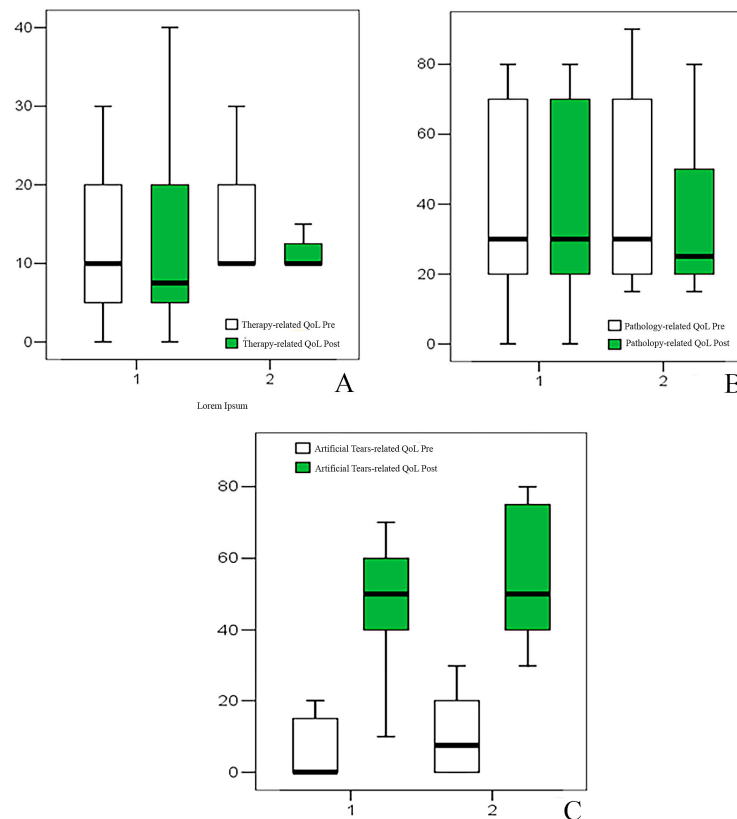 40
30
20
10
0
Therapy-related QoL Pre
Therapy-related QoL Post
1 2
A
Lorem Ipsum
80
60
40
20
0
Pathology-related QoL Pre
Patholopy-related QoL Post
1 2
B
Artificial Tears-related QoL Pre
Artificial Tears-related QoL Post
80
60
40
20
0
1 2
C